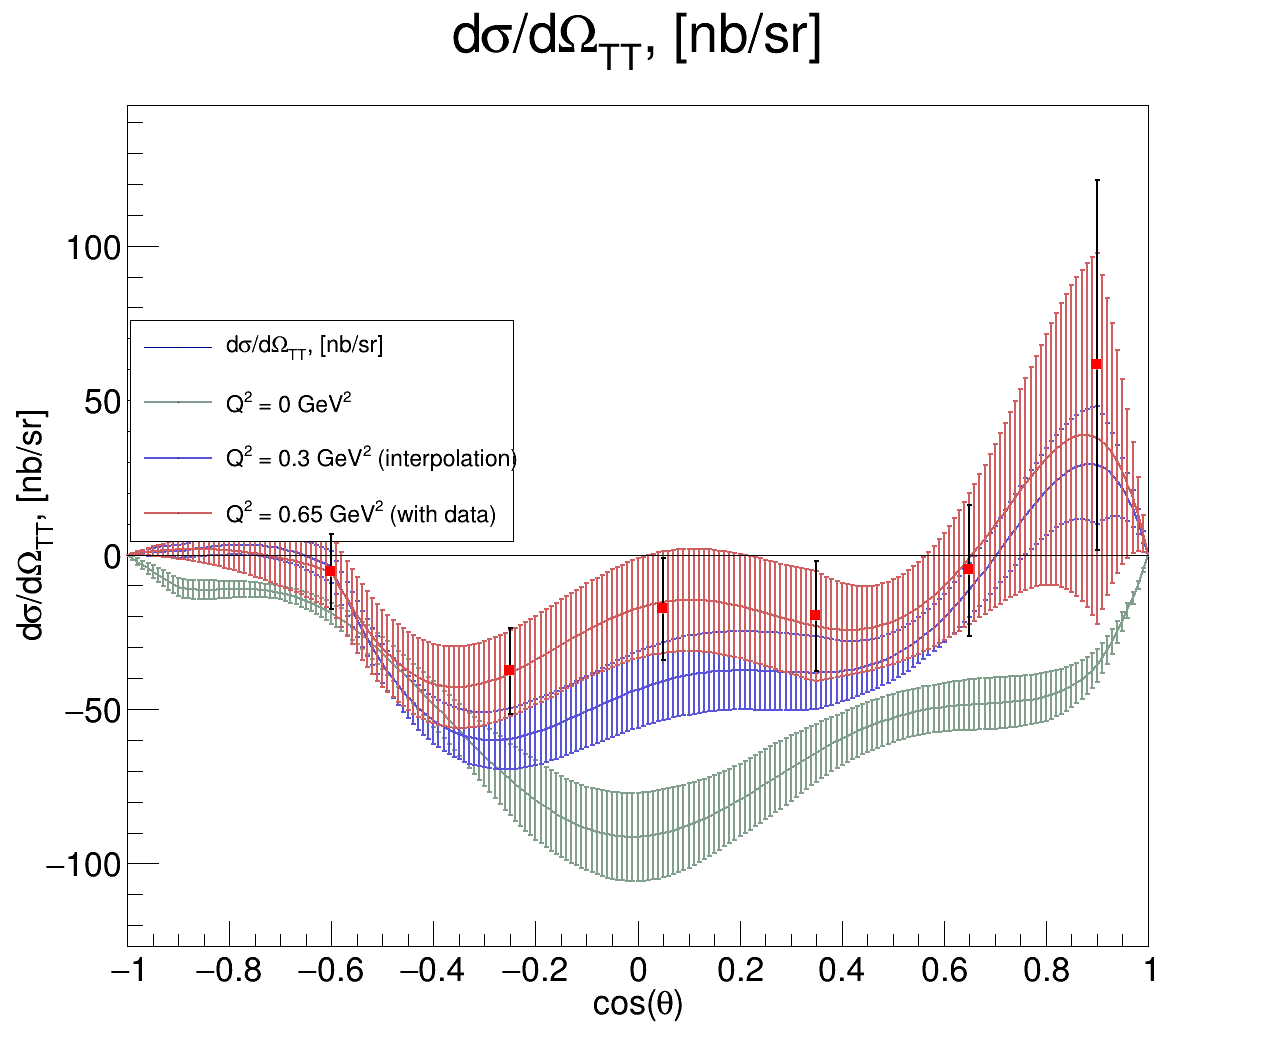 dσ/dΩTT, [nb/sr]
100
50
0
−50
−100
dσ/dΩTT, [nb/sr]
dσ/dΩTT, [nb/sr]
Q² = 0 GeV²
Q² = 0.3 GeV² (interpolation)
Q² = 0.65 GeV² (with data)
−1 −0.8 −0.6 −0.4 −0.2 0 0.2 0.4 0.6 0.8 1
cos(θ)